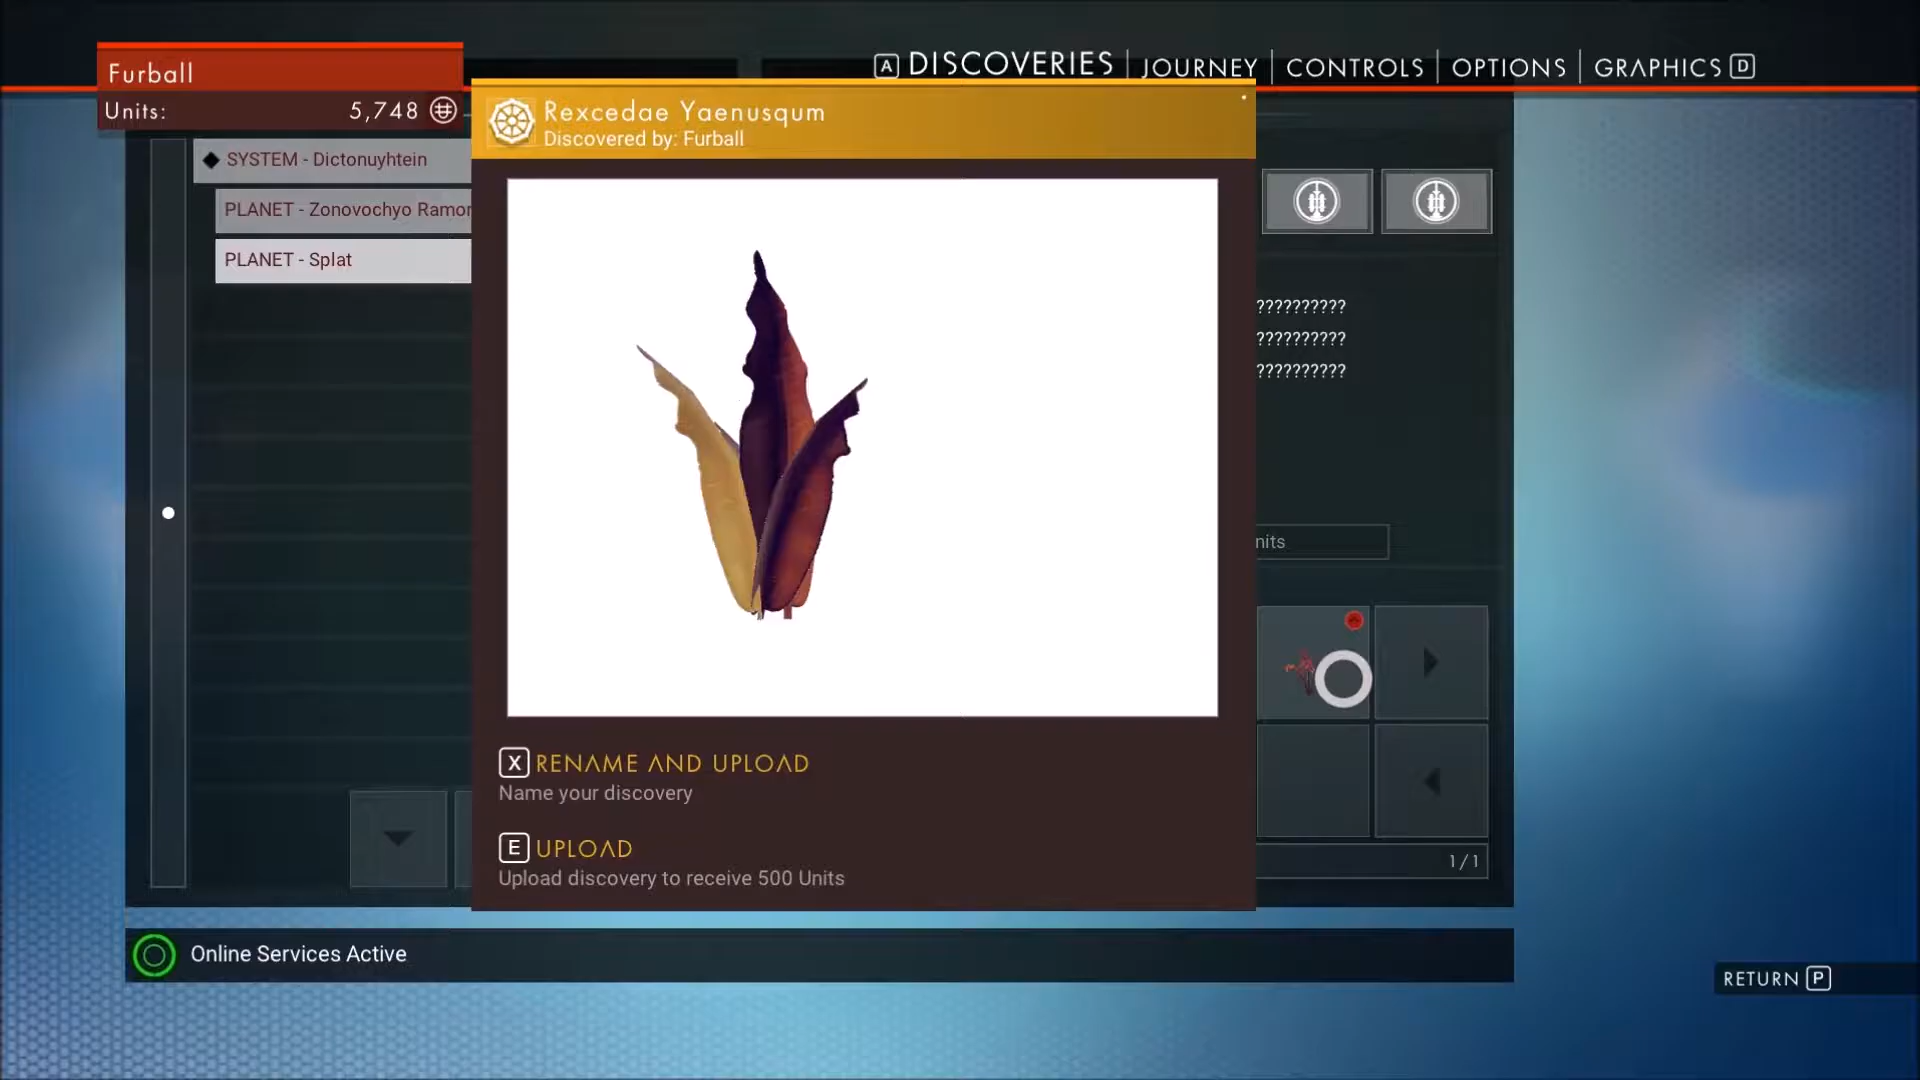 Furball
Units: 5,748
A DISCOVERIES JOURNEY CONTROLS OPTIONS GRAPHICS D
Rexcedae Yaenusqum
Discovered by: Furball
SYSTEM - Dictonuyhtein
PLANET - Zonovochyo Ramor
PLANET - Splat
??????????
??????????
??????????
nits
X RENAME AND UPLOAD
Name your discovery
E UPLOAD
Upload discovery to receive 500 Units
1/1
Online Services Active
RETURN P